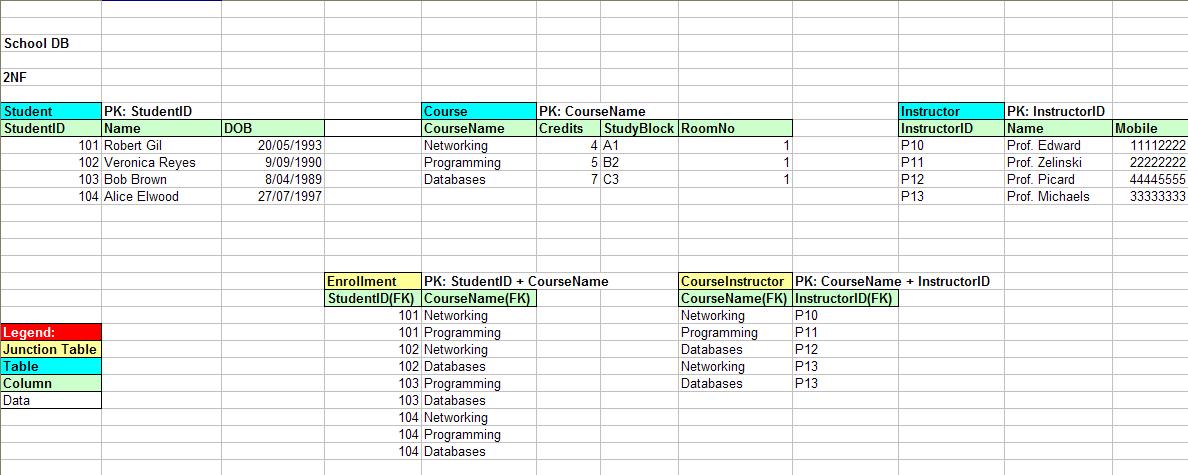 School DB
2NF
Student PK: StudentID Course PK: CourseName Instructor PK: InstructorID
StudentID Name DOB CourseName Credits StudyBlock RoomNo InstructorID Name Mobile
101 Robert Gil 20/05/1993 Networking 4 A1 1 P10 Prof. Edward 11112222
102 Veronica Reyes 9/09/1990 Programming 5 B2 1 P11 Prof. Zelinski 22222222
103 Bob Brown 8/04/1989 Databases 7 C3 1 P12 Prof. Picard 44445555
104 Alice Elwood 27/07/1997 P13 Prof. Michaels 33333333
Enrollment PK: StudentID + CourseName CourseInstructor PK: CourseName + InstructorID
StudentID(FK) CourseName(FK) CourseName(FK) InstructorID(FK)
101 Networking Networking P10
Legend: 101 Programming Programming P11
Junction Table 102 Networking Databases P12
Table 102 Databases Networking P13
Column 103 Programming Databases P13
Data 103 Databases
104 Networking
104 Programming
104 Databases